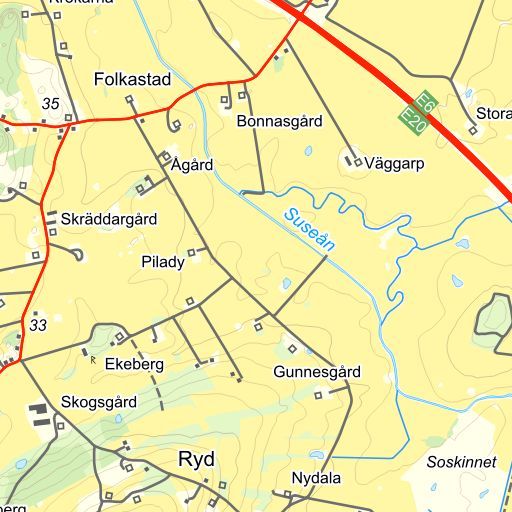 Folkastad
35
E6
E20
Bonnasgård
Stora
Ågård
Väggarp
Skräddargård
Suseån
Pilady
33
Ekeberg
Gunnesgård
Skogsgård
Ryd
Soskinnet
Nydala